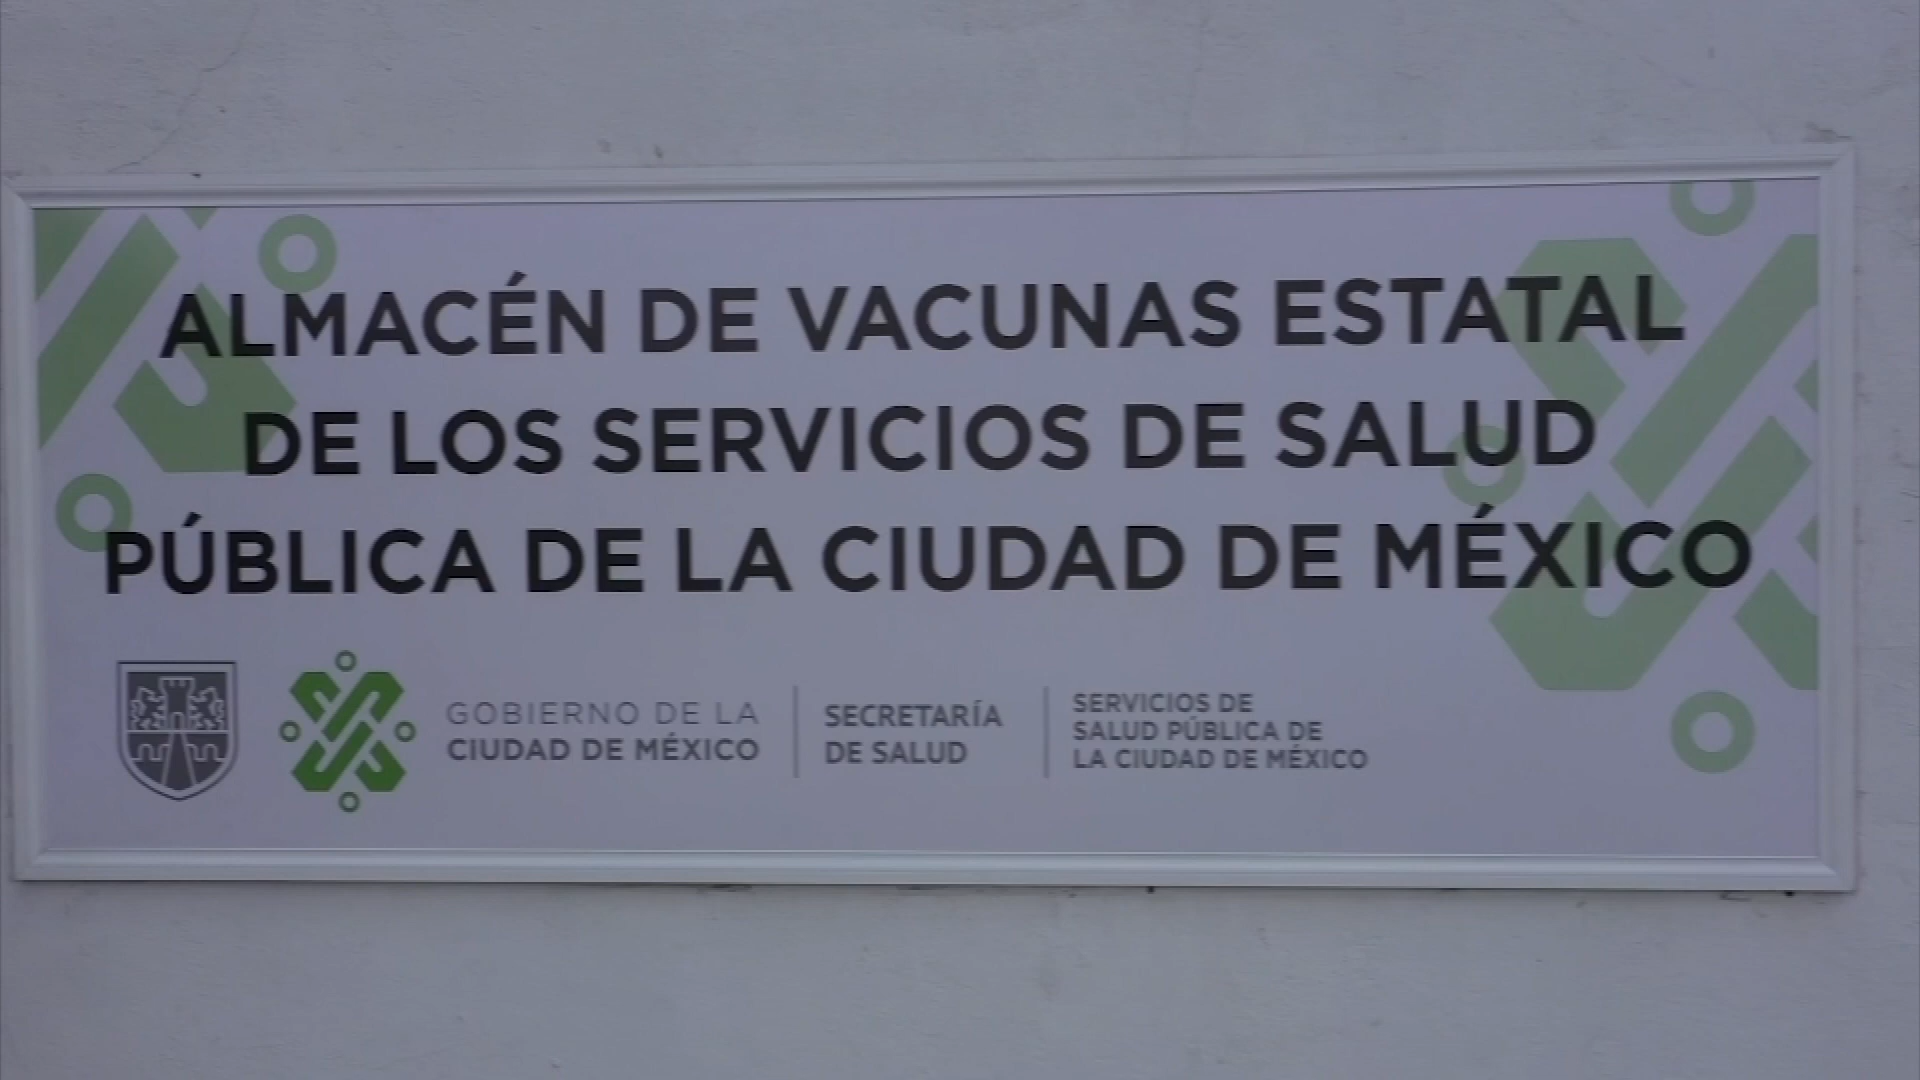 ALMACÉN DE VACUNAS ESTATAL
DE LOS SERVICIOS DE SALUD
PÚBLICA DE LA CIUDAD DE MÉXICO
GOBIERNO DE LA
CIUDAD DE MÉXICO
SECRETARÍA
DE SALUD
SERVICIOS DE
SALUD PÚBLICA DE
LA CIUDAD DE MÉXICO